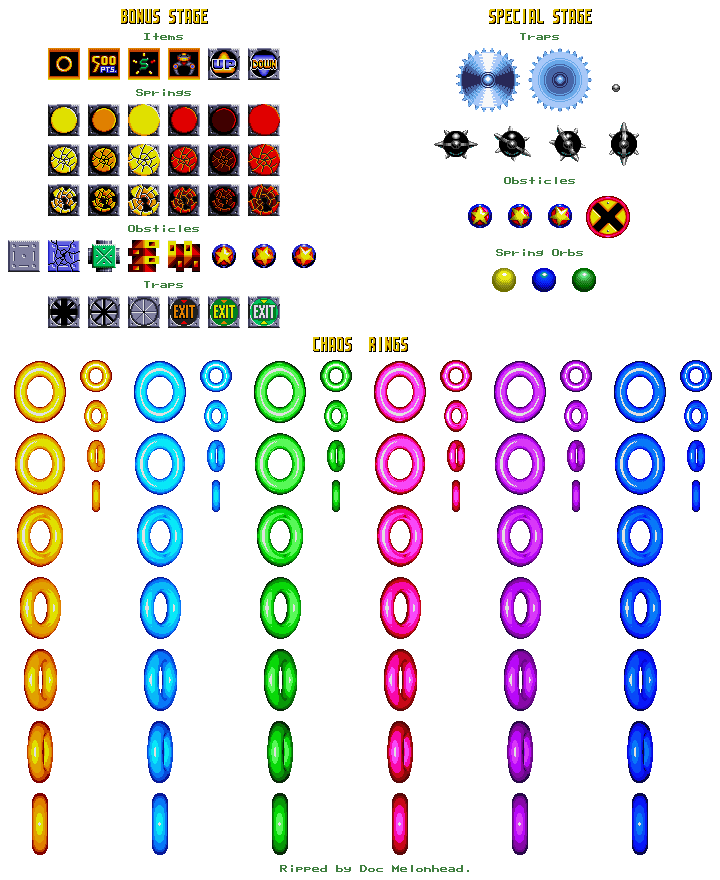 BONUS STAGE
Items
500 PTS.
S
UP
DOWN
Springs
Obsticles
Traps
EXIT
EXIT
EXIT
SPECIAL STAGE
Traps
Obsticles
Spring Orbs
CHAOS RINGS
Ripped by Doc Melonhead.